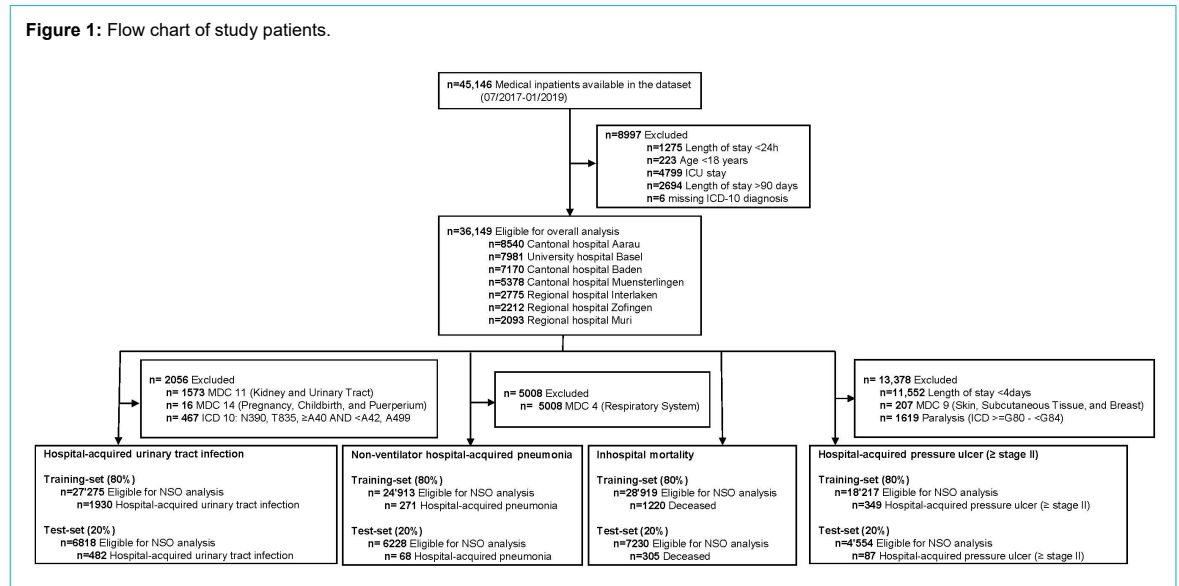 Figure 1: Flow chart of study patients.
n=45,146 Medical inpatients available in the dataset
(07/2017-01/2019)
n=8997 Excluded
n=1275 Length of stay <24h
n=223 Age <18 years
n=4799 ICU stay
n=2694 Length of stay >90 days
n=6 missing ICD-10 diagnosis
n=36,149 Eligible for overall analysis
n=8540 Cantonal hospital Aarau
n=7981 University hospital Basel
n=7170 Cantonal hospital Baden
n=5378 Cantonal hospital Muensterlingen
n=2775 Regional hospital Interlaken
n=2212 Regional hospital Zofingen
n=2093 Regional hospital Muri
n= 2056 Excluded
n= 1573 MDC 11 (Kidney and Urinary Tract)
n= 16 MDC 14 (Pregnancy, Childbirth, and Puerperium)
n= 467 ICD 10: N390, T835, ≥A40 AND <A42, A499
n= 5008 Excluded
n= 5008 MDC 4 (Respiratory System)
n= 13,378 Excluded
n=11,552 Length of stay <4days
n= 207 MDC 9 (Skin, Subcutaneous Tissue, and Breast)
n= 1619 Paralysis (ICD >=G80 - <G84)
Hospital-acquired urinary tract infection
Training-set (80%)
n=27'275 Eligible for NSO analysis
n=1930 Hospital-acquired urinary tract infection
Test-set (20%)
n=6818 Eligible for NSO analysis
n=482 Hospital-acquired urinary tract infection
Non-ventilator hospital-acquired pneumonia
Training-set (80%)
n= 24'913 Eligible for NSO analysis
n= 271 Hospital-acquired pneumonia
Test-set (20%)
n= 6228 Eligible for NSO analysis
n= 68 Hospital-acquired pneumonia
Inhospital mortality
Training-set (80%)
n=28'919 Eligible for NSO analysis
n=1220 Deceased
Test-set (20%)
n=7230 Eligible for NSO analysis
n=305 Deceased
Hospital-acquired pressure ulcer (≥ stage II)
Training-set (80%)
n=18'217 Eligible for NSO analysis
n=349 Hospital-acquired pressure ulcer (≥ stage II)
Test-set (20%)
n=4'554 Eligible for NSO analysis
n=87 Hospital-acquired pressure ulcer (≥ stage II)